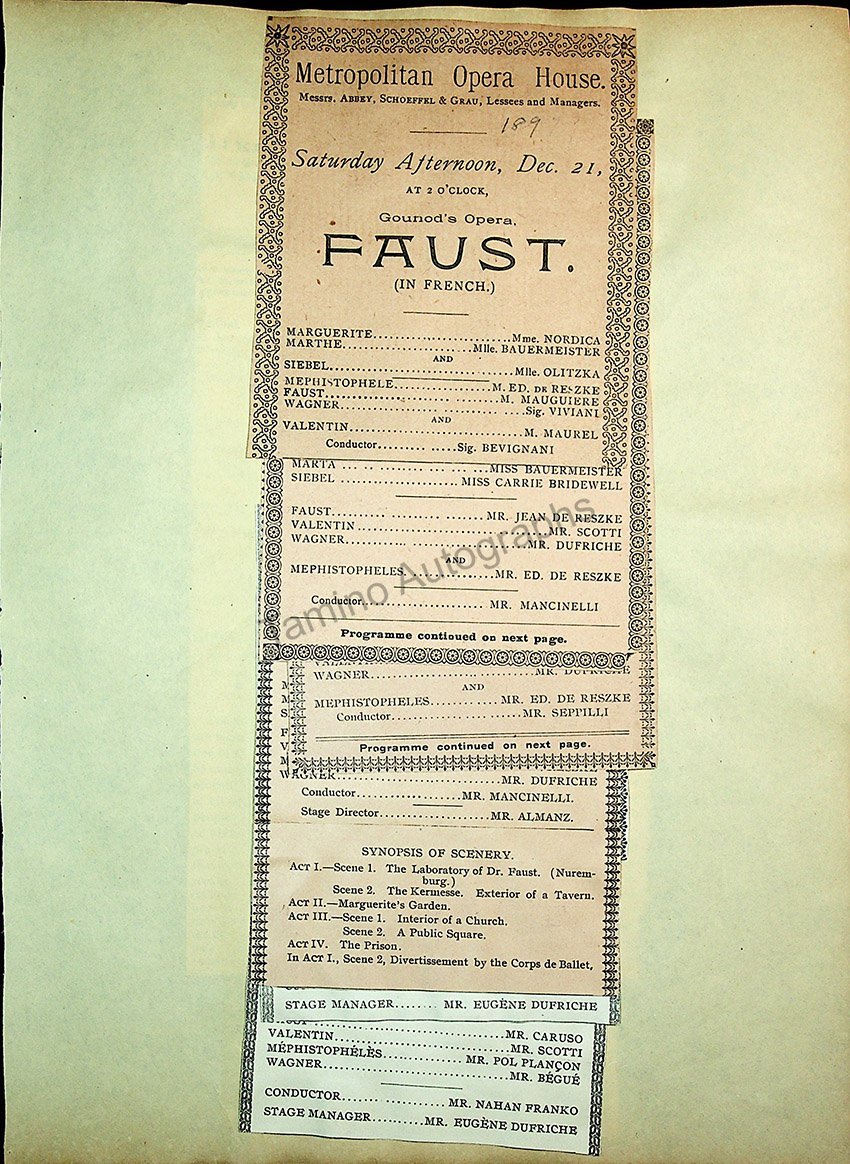 Metropolitan Opera House.
Messrs. ABBEY, SCHOEFFEL & GRAU, Lessees and Managers.
189
Saturday Afternoon, Dec. 21,
AT 2 O'CLOCK,
Gounod's Opera,
FAUST.
(IN FRENCH.)
MARGUERITE.....................Mme. NORDICA
MARTHE.....................Mlle. BAUERMEISTER
AND
SIEBEL.....................Mlle. OLITZKA
MEPHISTOPHELE.....................M. ED. DE RESZKE
FAUST.....................M. MAUGUIERE
WAGNER.....................Sig. VIVIANI
AND
VALENTIN.....................M. MAUREL
Conductor.............Sig. BEVIGNANI
MARTA.....................MISS BAUERMEISTER
SIEBEL.....................MISS CARRIE BRIDEWELL
FAUST.....................MR. JEAN DE RESZKE
VALENTIN.....................MR. SCOTTI
WAGNER.....................MR. DUFRICHE
AND
MEPHISTOPHELES.....................MR. ED. DE RESZKE
Conductor.....................MR. MANCINELLI
Programme continued on next page.
WAGNER.....................MR. DUFRICHE
AND
MEPHISTOPHELES............MR. ED. DE RESZKE
Conductor.....................MR. SEPPILLI
Programme continued on next page.
WAGNER.....................MR. DUFRICHE
Conductor.....................MR. MANCINELLI.
Stage Director.....................MR. ALMANZ.
SYNOPSIS OF SCENERY.
ACT I.—Scene 1. The Laboratory of Dr. Faust. (Nurem-
burg.)
Scene 2. The Kermesse. Exterior of a Tavern.
ACT II.—Marguerite's Garden.
ACT III.—Scene 1. Interior of a Church.
Scene 2. A Public Square.
ACT IV. The Prison.
In ACT I., Scene 2, Divertissement by the Corps de Ballet,
STAGE MANAGER........ MR. EUGÈNE DUFRICHE
FAUST.....................MR. CARUSO
VALENTIN.....................MR. SCOTTI
MÉPHISTOPHÉLÈS.....................MR. POL PLANÇON
WAGNER.....................MR. BÉGUÉ
CONDUCTOR.....................MR. NAHAN FRANKO
STAGE MANAGER..........MR. EUGÈNE DUFRICHE
Tamino Autographs